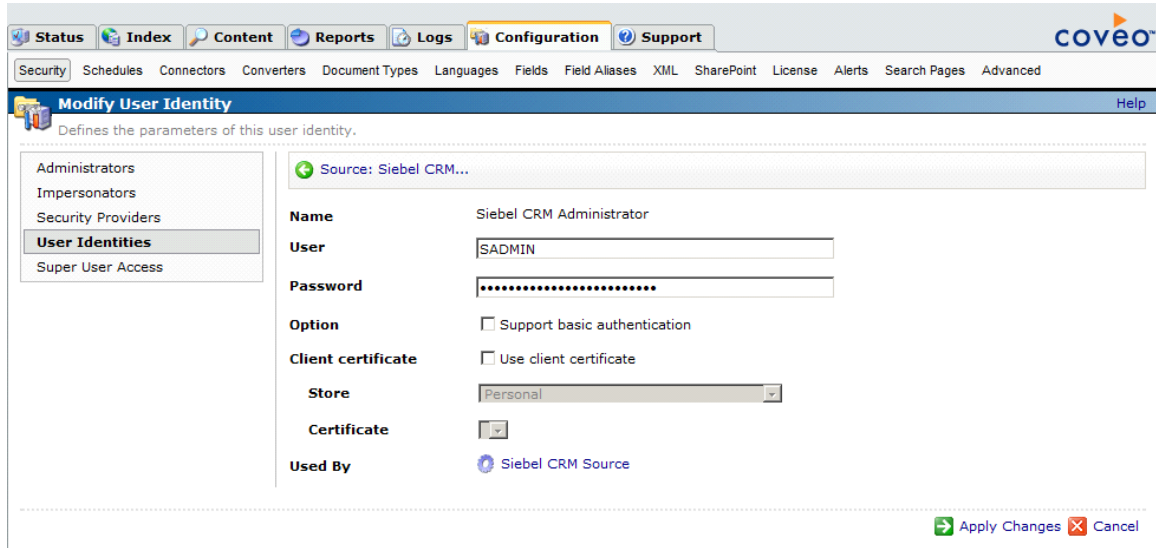 Status Index Content Reports Logs Configuration Support
coveo™
Security Schedules Connectors Converters Document Types Languages Fields Field Aliases XML SharePoint License Alerts Search Pages Advanced
Modify User Identity Help
Defines the parameters of this user identity.
Administrators
Impersonators
Security Providers
User Identities
Super User Access
Source: Siebel CRM...
Name Siebel CRM Administrator
User SADMIN
Password •••••••••••••••••••••••••
Option Support basic authentication
Client certificate Use client certificate
Store Personal
Certificate
Used By Siebel CRM Source
Apply Changes Cancel